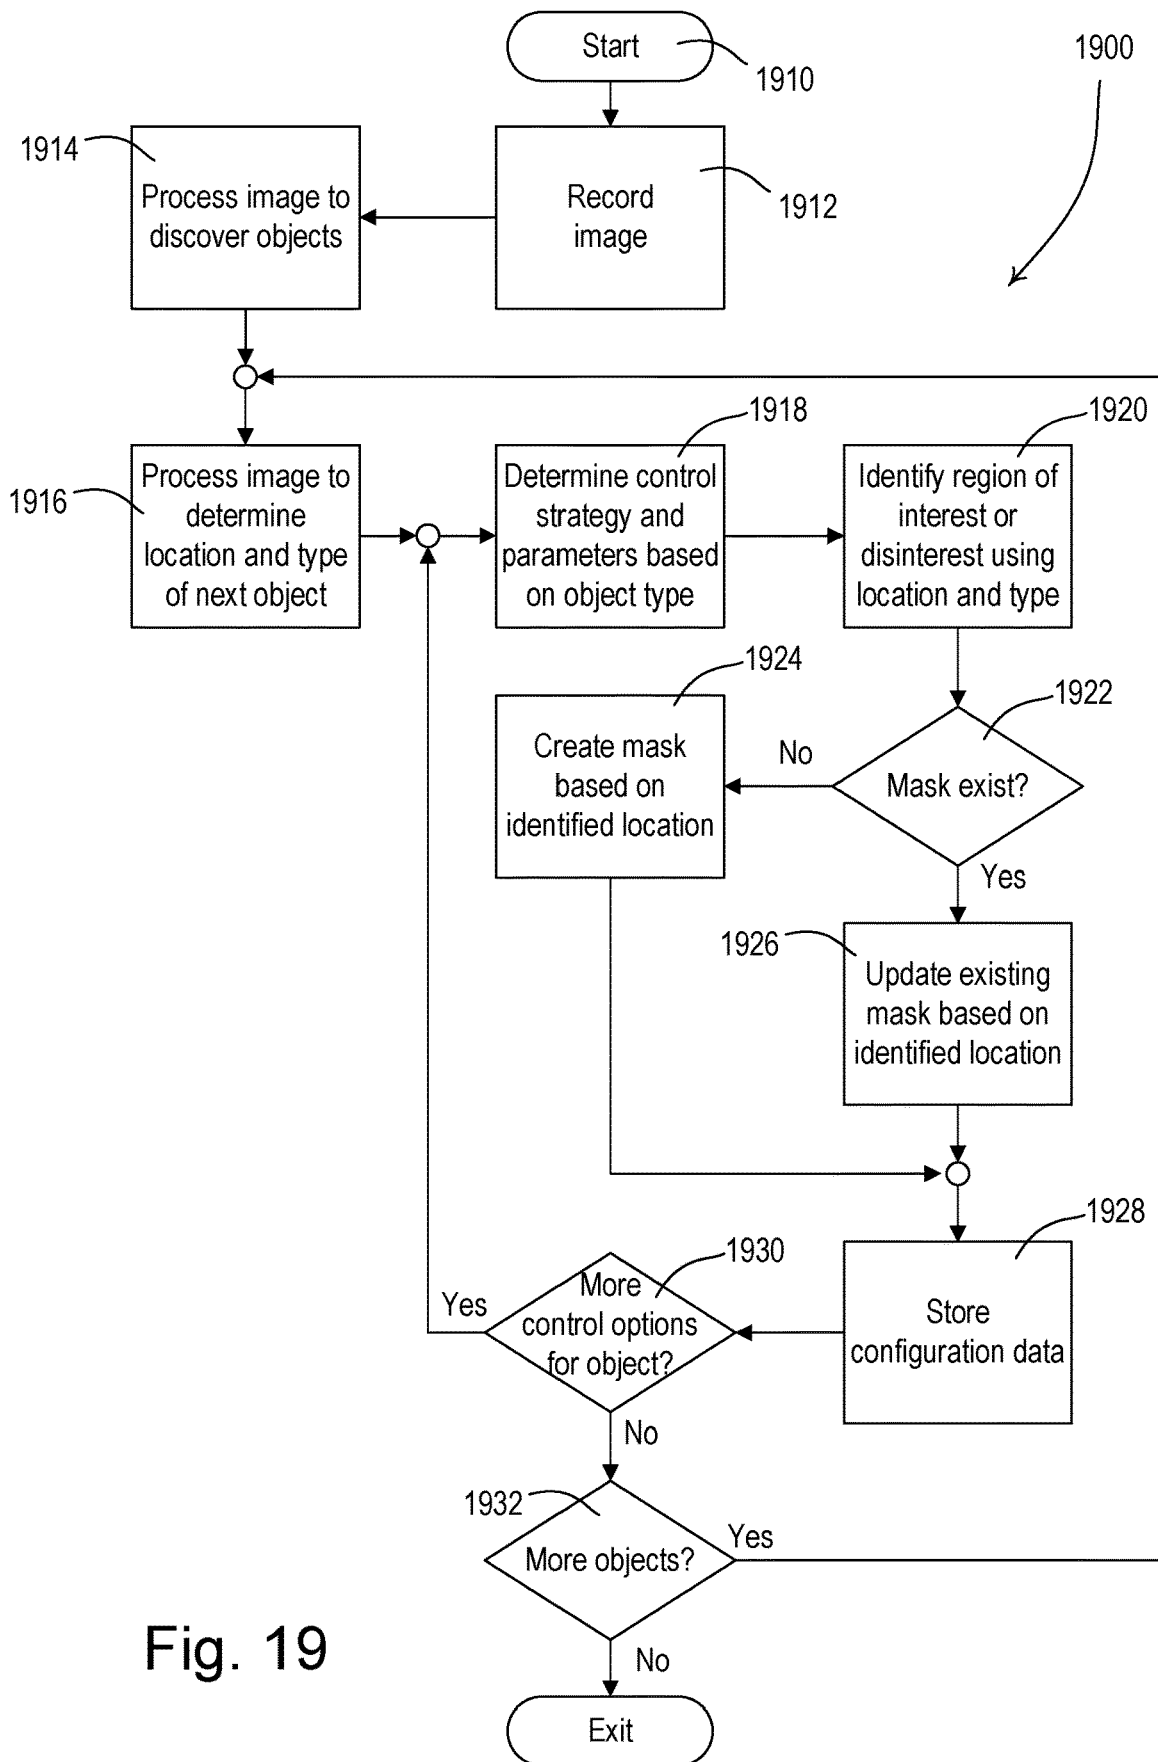 Start
1910
1900
1914
Process image to
discover objects
Record
image
1912
1916
Process image to
determine
location and type
of next object
1918
Determine control
strategy and
parameters based
on object type
1920
Identify region of
interest or
disinterest using
location and type
1922
Mask exist?
No
Yes
1924
Create mask
based on
identified location
1926
Update existing
mask based on
identified location
1928
Store
configuration data
1930
More
control options
for object?
Yes
No
1932
More objects?
Yes
No
Exit
Fig. 19